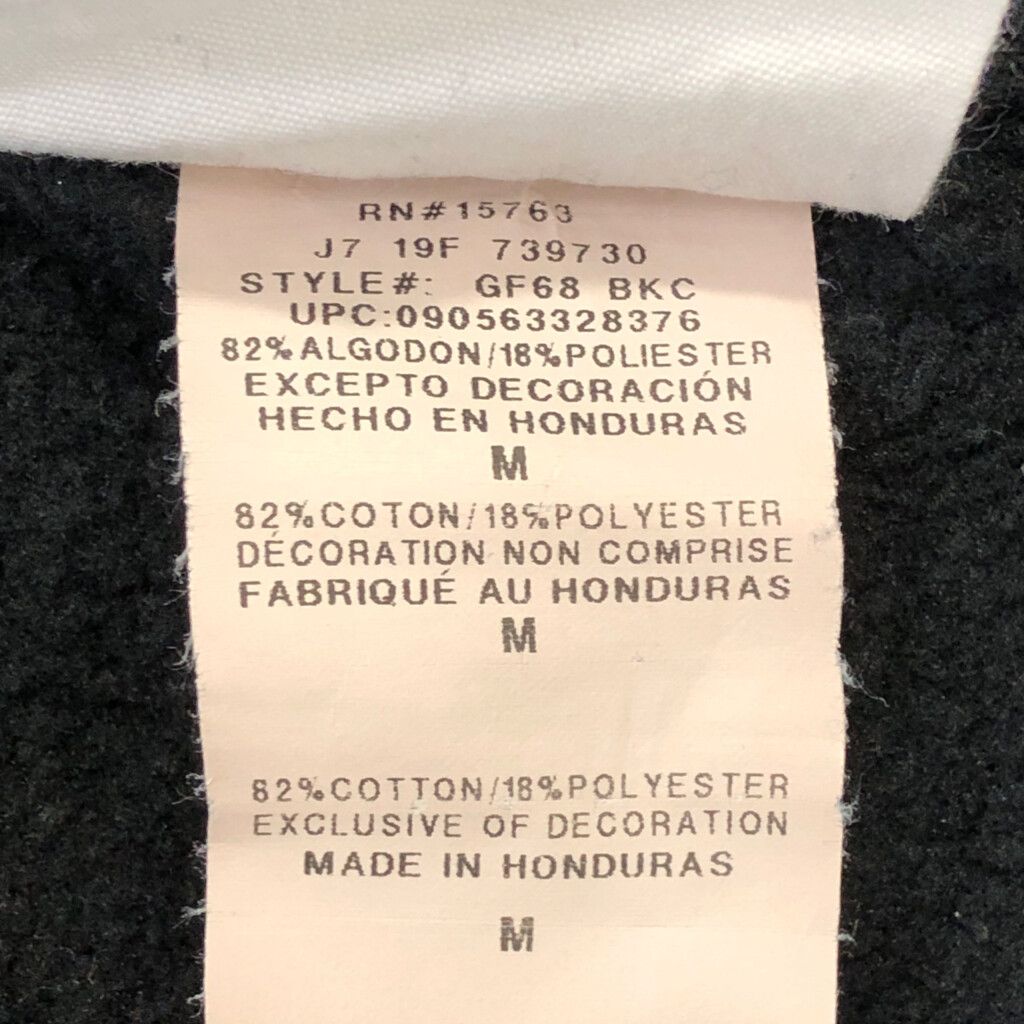 RN#15763
J7 19F 739730
STYLE#: GF68 BKC
UPC:090563328376
82%ALGODON/18%POLIESTER
EXCEPTO DECORACIÓN
HECHO EN HONDURAS
M
82%COTON/18%POLYESTER
DÉCORATION NON COMPRISE
FABRIQUÉ AU HONDURAS
M
82%COTTON/18%POLYESTER
EXCLUSIVE OF DECORATION
MADE IN HONDURAS
M